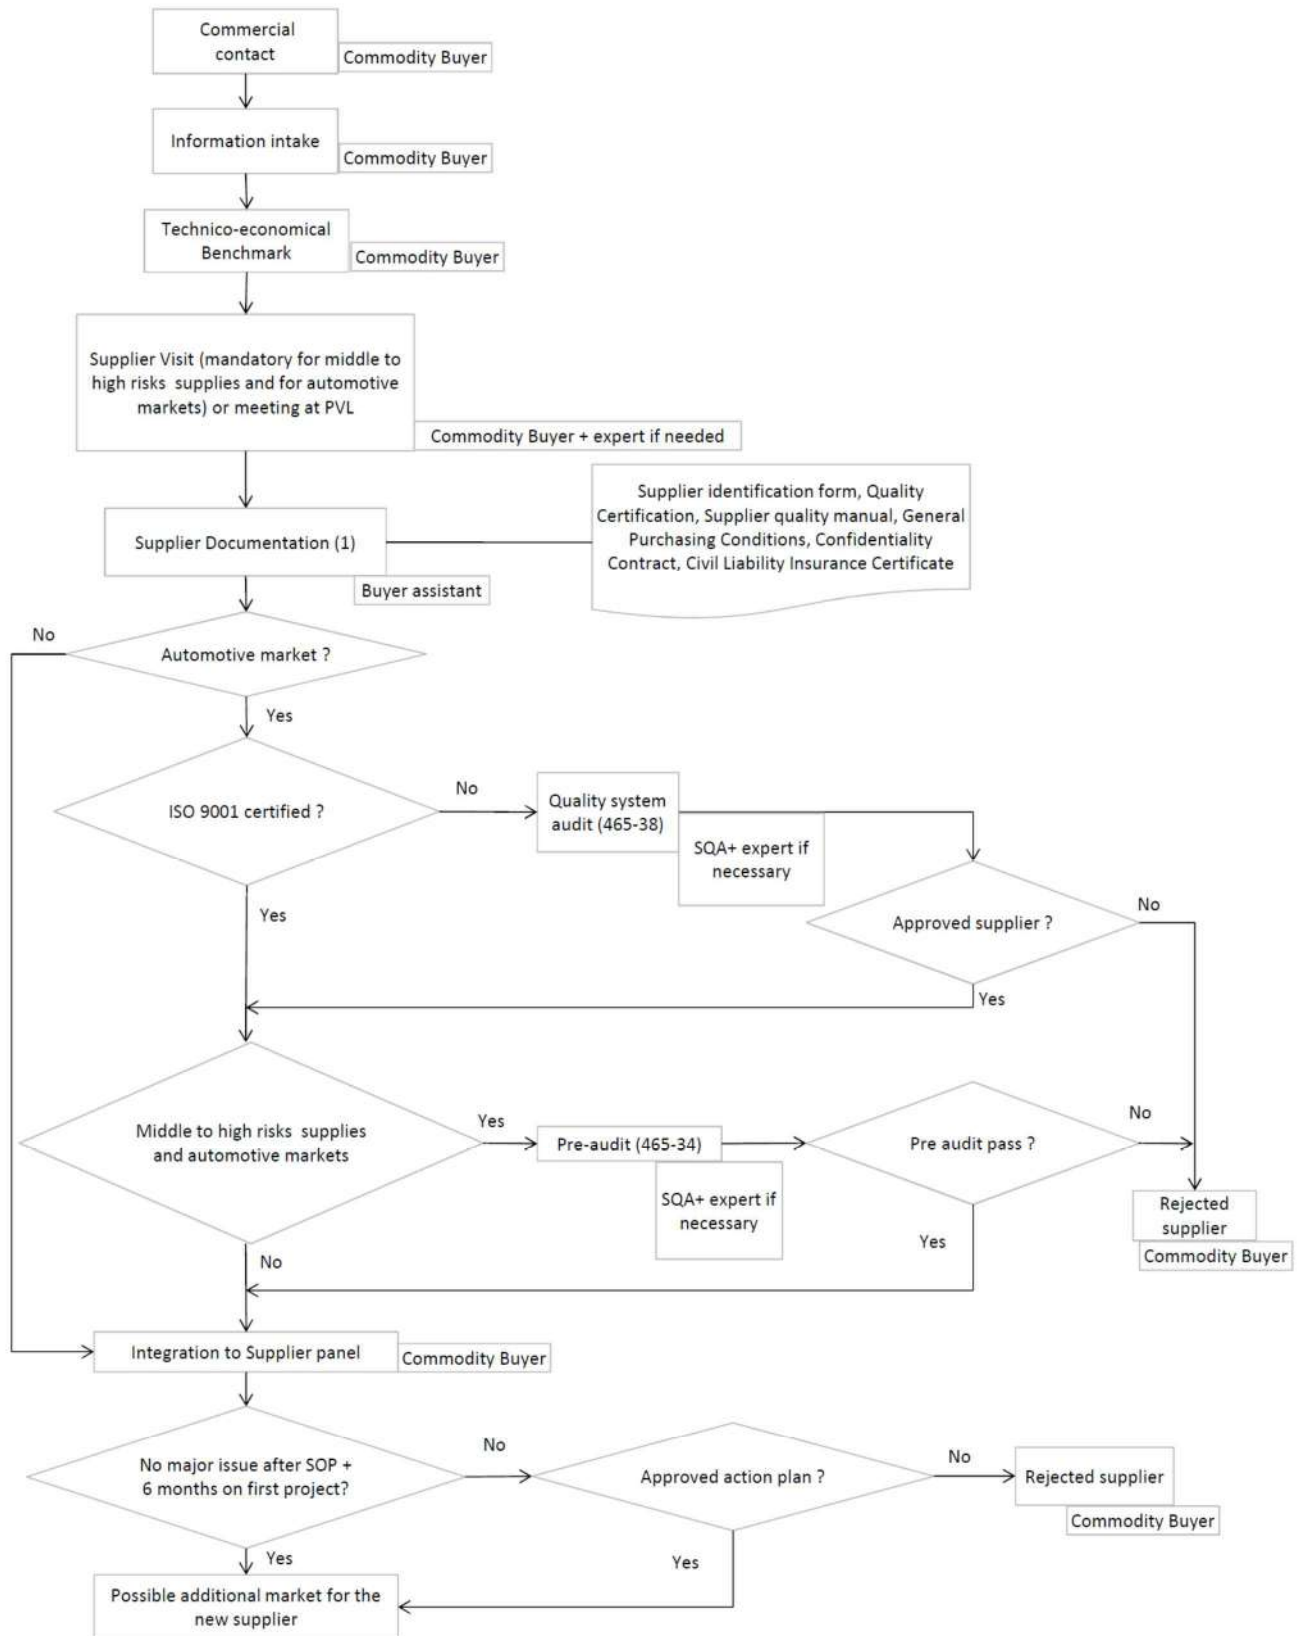 Commercial
contact
Commodity Buyer
Information intake
Commodity Buyer
Technico-economical
Benchmark
Commodity Buyer
Supplier Visit (mandatory for middle to
high risks supplies and for automotive
markets) or meeting at PVL
Commodity Buyer + expert if needed
Supplier Documentation (1)
Buyer assistant
Supplier identification form, Quality
Certification, Supplier quality manual, General
Purchasing Conditions, Confidentiality
Contract, Civil Liability Insurance Certificate
No
Automotive market ?
Yes
ISO 9001 certified ?
No
Quality system
audit (465-38)
SQA+ expert if
necessary
Yes
Approved supplier ?
No
Yes
Middle to high risks supplies
and automotive markets
Yes
Pre-audit (465-34)
SQA+ expert if
necessary
Pre audit pass ?
No
Rejected
supplier
Commodity Buyer
Yes
No
Integration to Supplier panel
Commodity Buyer
No major issue after SOP +
6 months on first project?
No
Approved action plan ?
No
Rejected supplier
Commodity Buyer
Yes
Yes
Possible additional market for the
new supplier